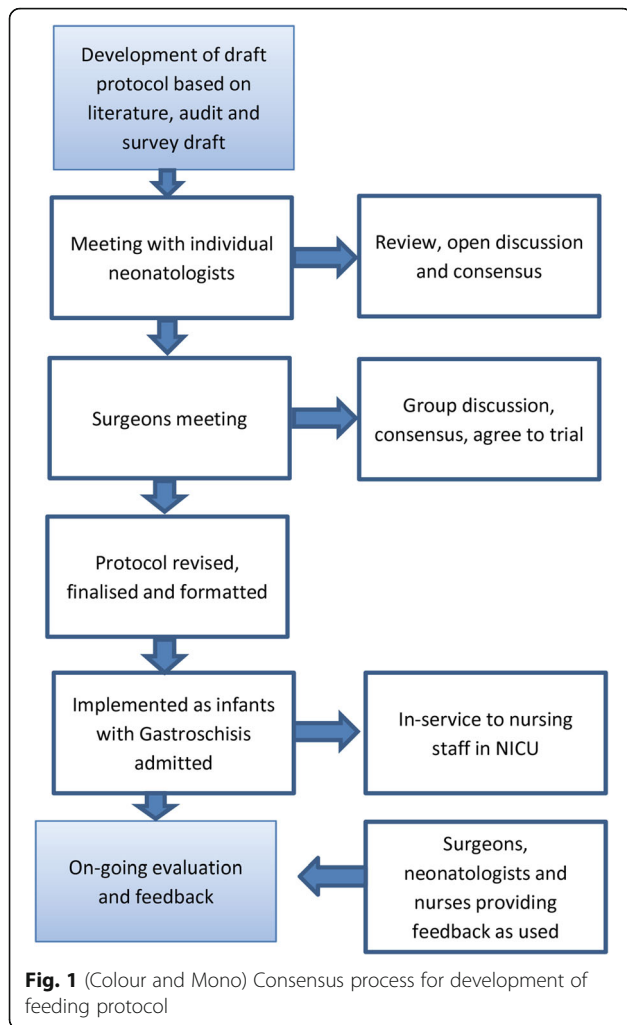 Development of draft
protocol based on
literature, audit and
survey draft
Meeting with individual
neonatologists
Review, open discussion
and consensus
Surgeons meeting
Group discussion,
consensus, agree to trial
Protocol revised,
finalised and formatted
Implemented as infants
with Gastroschisis
admitted
In-service to nursing
staff in NICU
On-going evaluation
and feedback
Surgeons,
neonatologists and
nurses providing
feedback as used
Fig. 1 (Colour and Mono) Consensus process for development of
feeding protocol